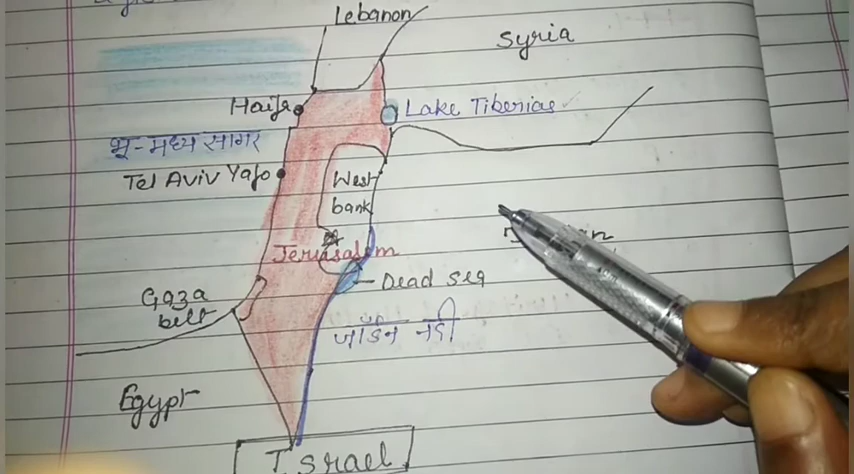 Lebanon
Syria
Haifa
Lake Tiberias
भू-मध्य सागर
Tel Aviv Yafo
West
bank
Jerusalem
Dead sea
Gaza
belt
जॉर्डन नदी
Egypt
Israel